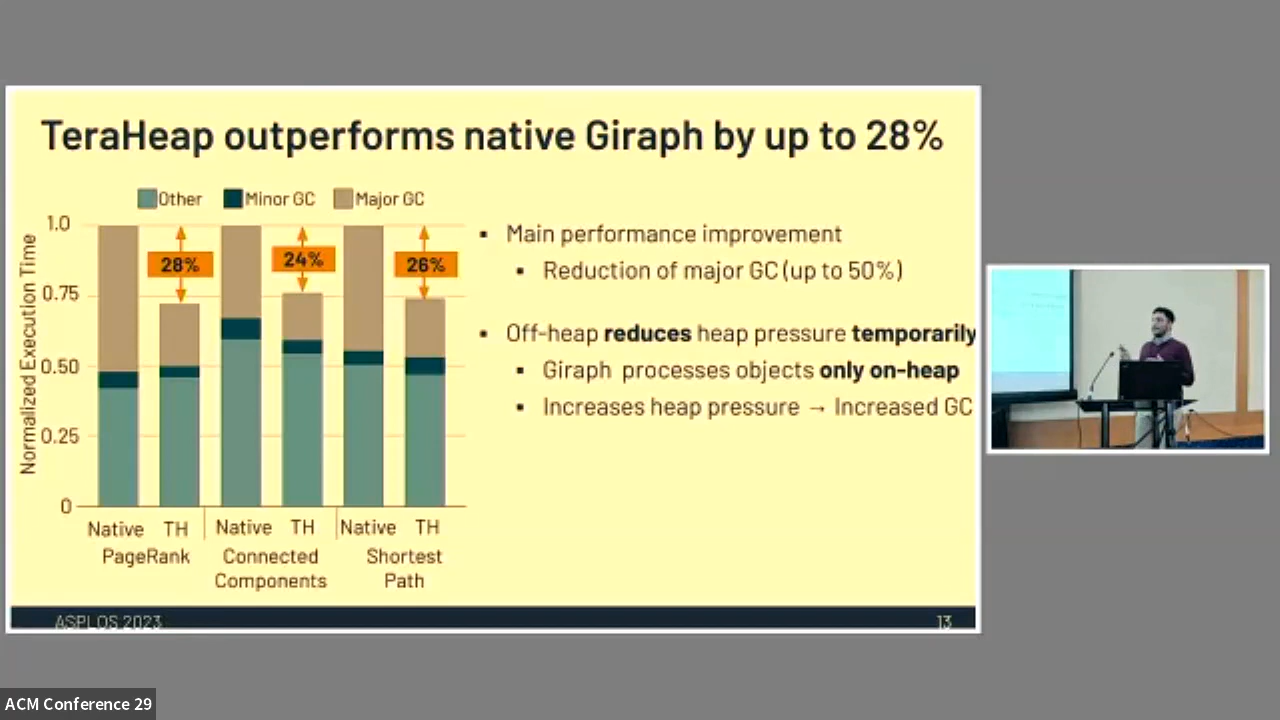 TeraHeap outperforms native Giraph by up to 28%
Other Minor GC Major GC
Normalized Execution Time
1.0
0.75
0.50
0.25
0
28%
24%
26%
Native TH Native TH Native TH
PageRank Connected Components Shortest Path
▪ Main performance improvement
▪ Reduction of major GC (up to 50%)
▪ Off-heap reduces heap pressure temporarily
▪ Giraph processes objects only on-heap
▪ Increases heap pressure → Increased GC
ASPLOS 2023
13
ACM Conference 29